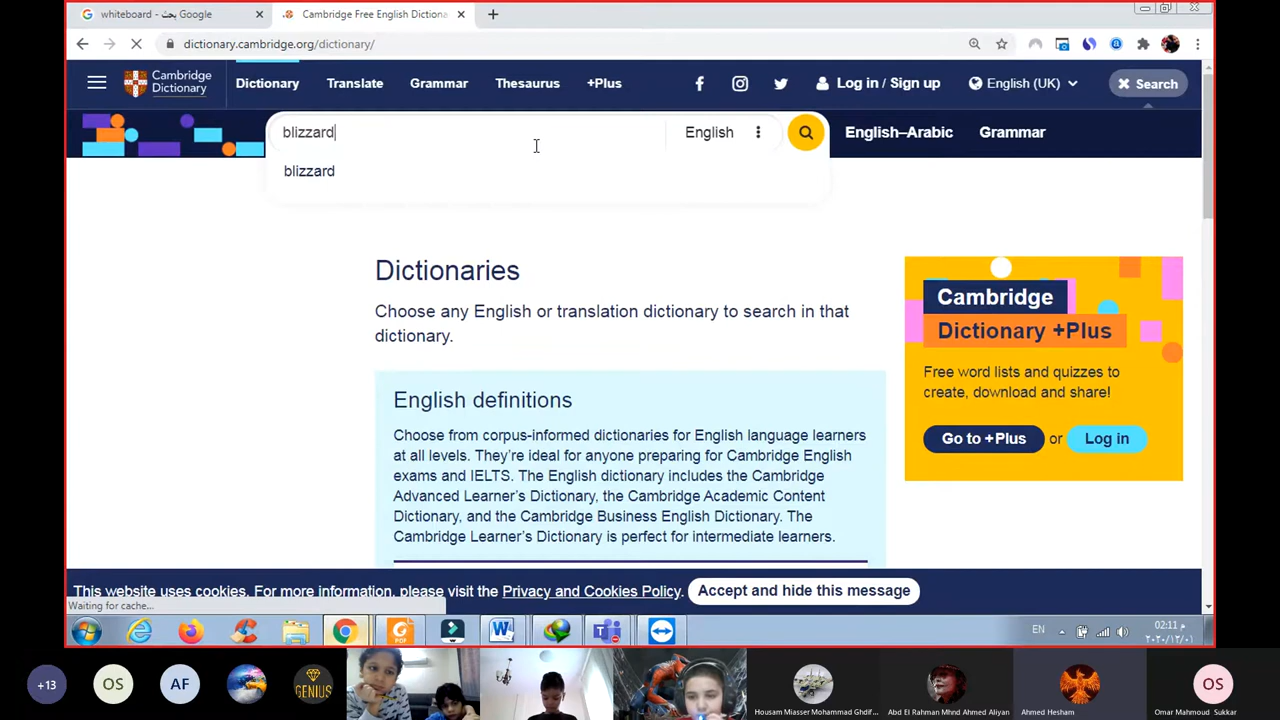 whiteboard - بحث Google
Cambridge Free English Dictiona
dictionary.cambridge.org/dictionary/
Cambridge
Dictionary
Dictionary
Translate
Grammar
Thesaurus
+Plus
Log in / Sign up
English (UK)
Search
blizzard
English
English–Arabic
Grammar
blizzard
Dictionaries
Choose any English or translation dictionary to search in that
dictionary.
English definitions
Choose from corpus-informed dictionaries for English language learners
at all levels. They're ideal for anyone preparing for Cambridge English
exams and IELTS. The English dictionary includes the Cambridge
Advanced Learner's Dictionary, the Cambridge Academic Content
Dictionary, and the Cambridge Business English Dictionary. The
Cambridge Learner's Dictionary is perfect for intermediate learners.
Cambridge
Dictionary +Plus
Free word lists and quizzes to
create, download and share!
Go to +Plus or Log in
This website uses cookies. For more information, please visit the Privacy and Cookies Policy. Accept and hide this message
Waiting for cache...
EN
02:11 م
٢٠٢٠/١٢/٠١
+13
OS
AF
GENIUS
Housam Miasser Mohammad Ghdif...
Abd El Rahman Mhnd Ahmed Aliyan
Ahmed Hesham
OS
Omar Mahmoud Sukkar